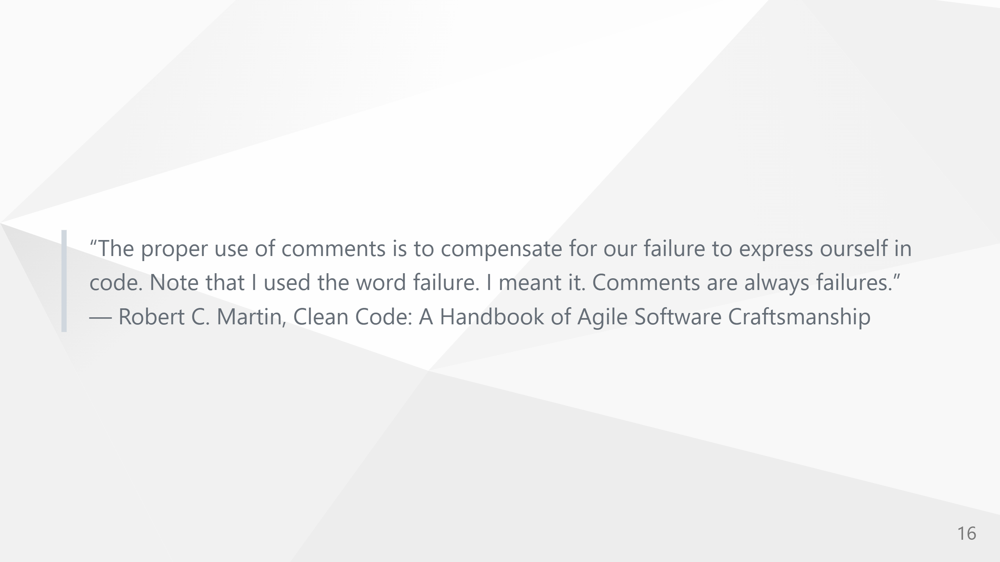 “The proper use of comments is to compensate for our failure to express ourself in
code. Note that I used the word failure. I meant it. Comments are always failures.”
— Robert C. Martin, Clean Code: A Handbook of Agile Software Craftsmanship
16